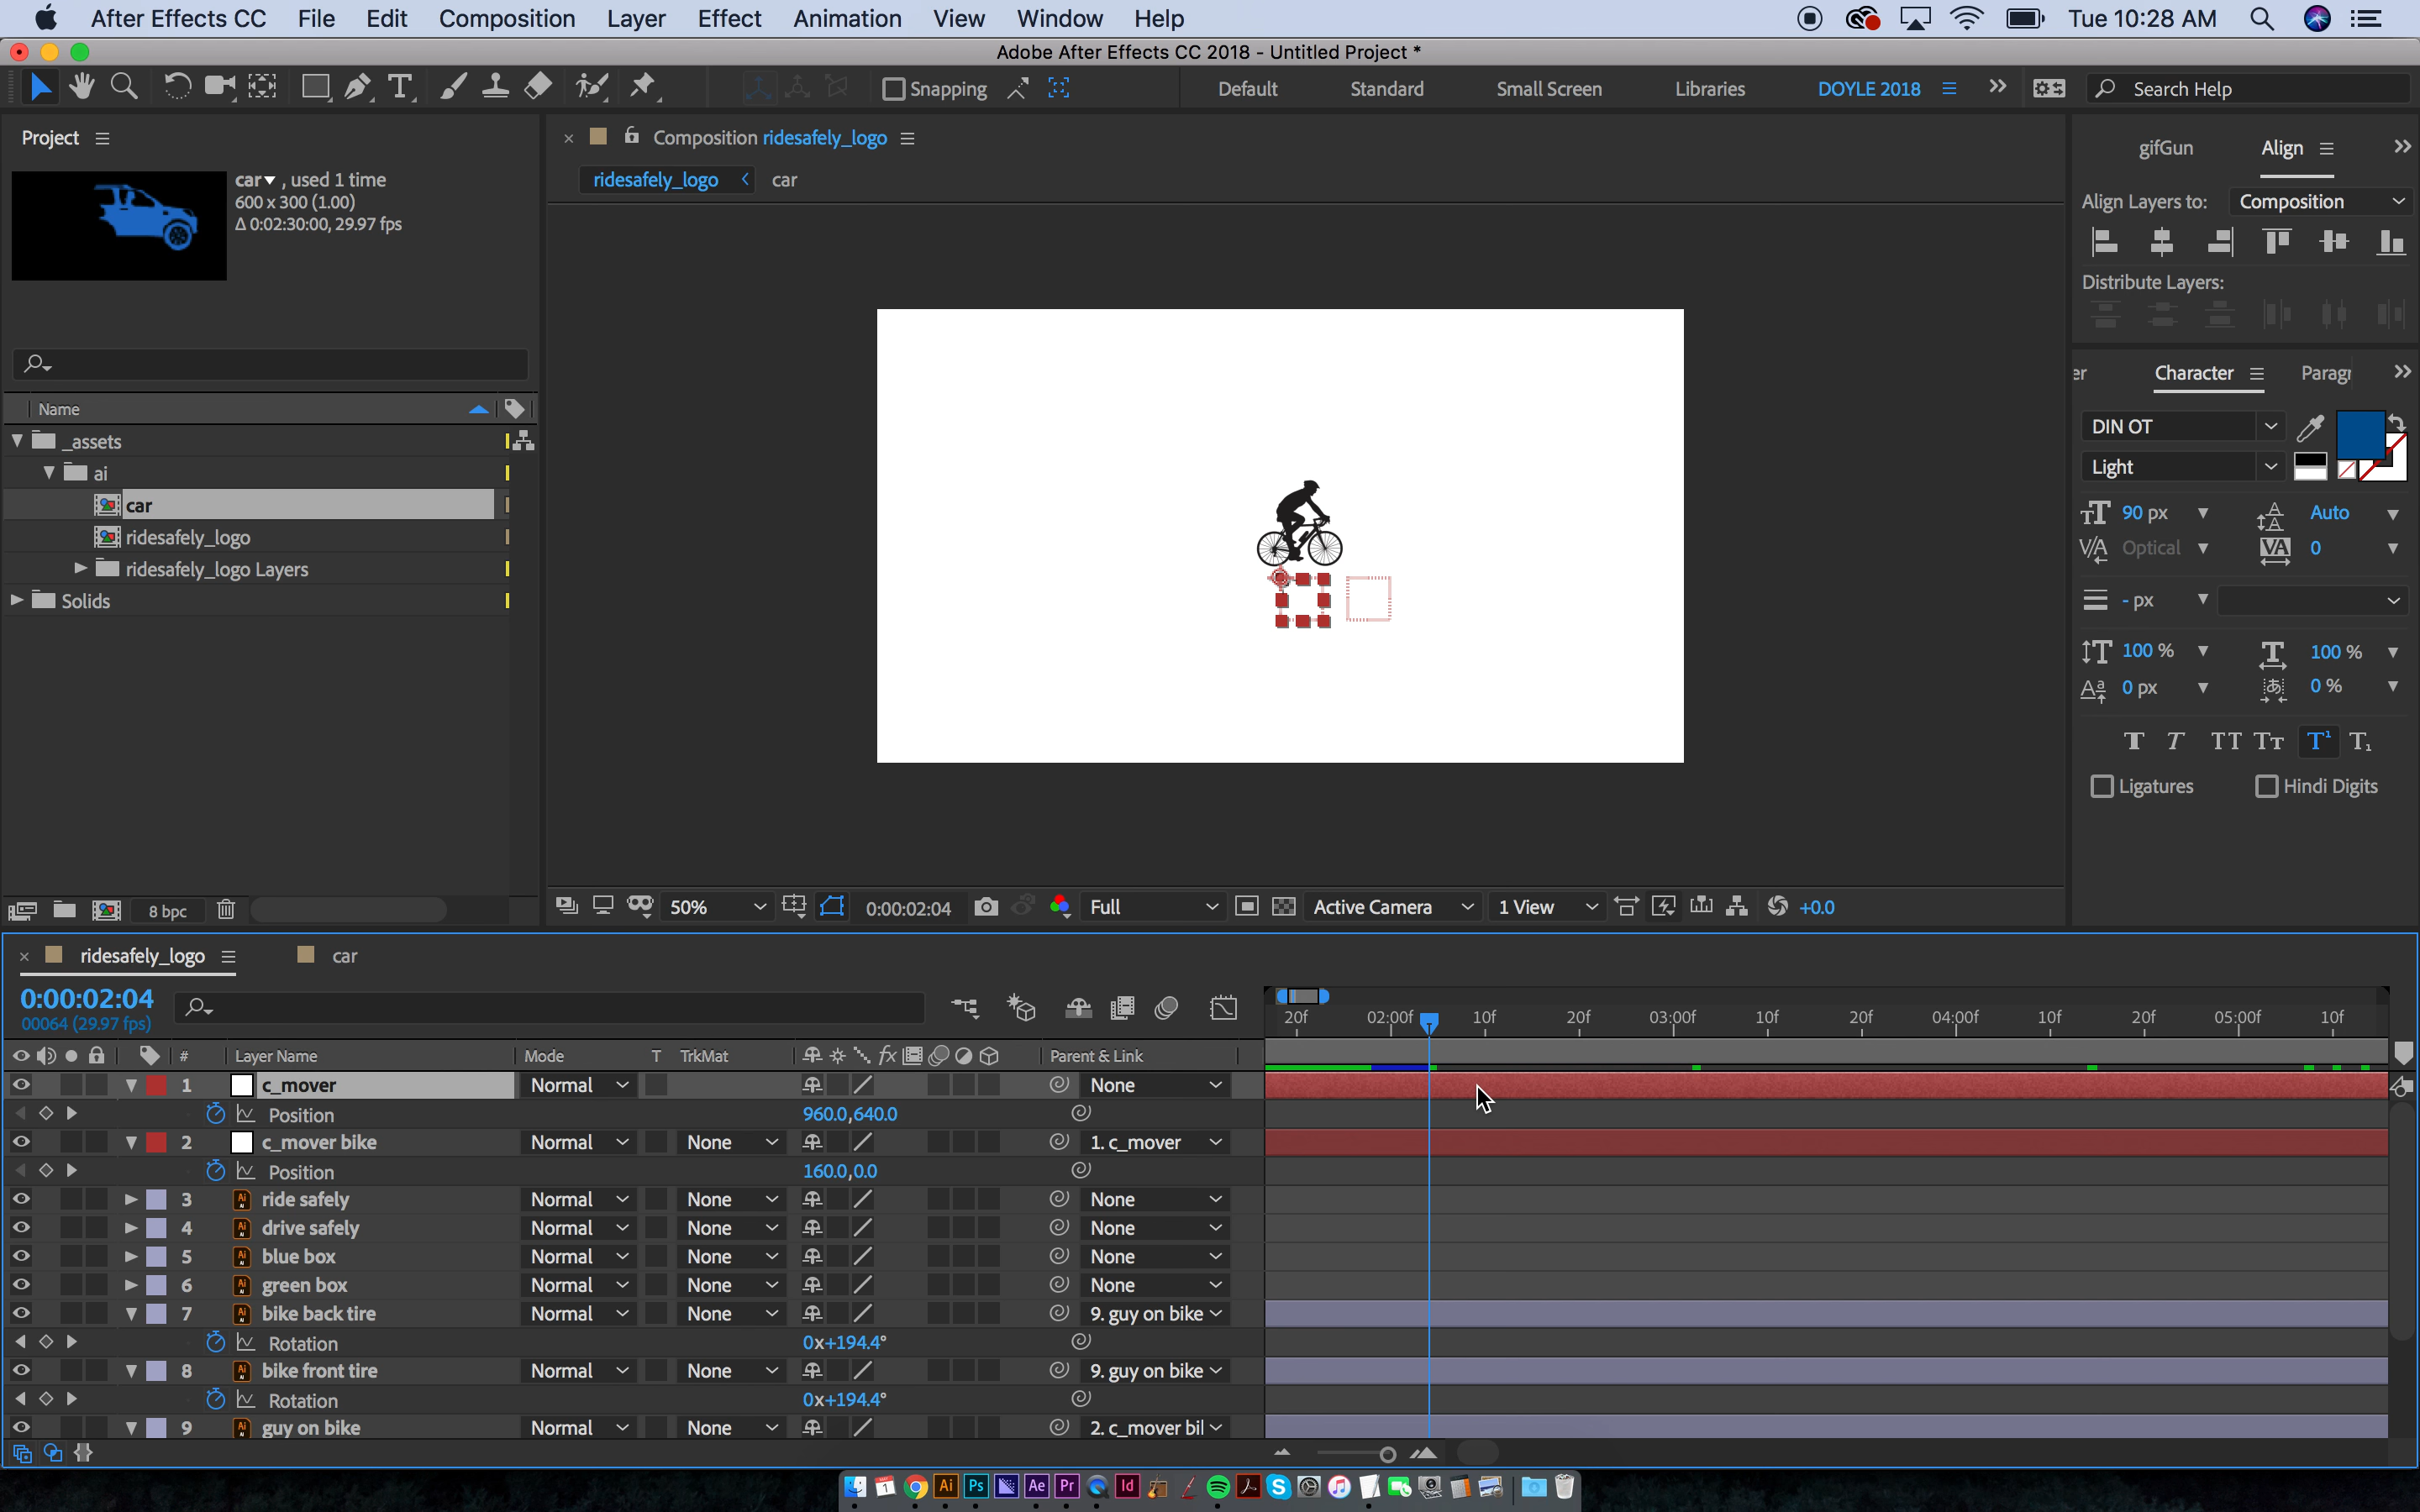 After Effects CC File Edit Composition Layer Effect Animation View Window Help Tue 10:28 AM
Adobe After Effects CC 2018 - Untitled Project *
Snapping Default Standard Small Screen Libraries DOYLE 2018 Search Help
Project
car , used 1 time
600 x 300 (1.00)
Δ 0:02:30:00, 29.97 fps
Name
_assets
ai
car
ridesafely_logo
ridesafely_logo Layers
Solids
8 bpc
Composition ridesafely_logo
ridesafely_logo car
50% 0:00:02:04 Full Active Camera 1 View +0.0
gifGun Align
Align Layers to: Composition
Distribute Layers:
er Character Paragr
DIN OT
Light
90 px Auto
Optical 0
- px
100 % 100 %
0 px 0 %
T T TT Tt T¹ T₁
Ligatures Hindi Digits
ridesafely_logo car
0:00:02:04
00064 (29.97 fps)
20f 02:00f 10f 20f 03:00f 10f 20f 04:00f 10f 20f 05:00f 10f
# Layer Name Mode T TrkMat Parent & Link
1 c_mover Normal None
Position 960.0,640.0
2 c_mover bike Normal None 1. c_mover
Position 160.0,0.0
3 ride safely Normal None None
4 drive safely Normal None None
5 blue box Normal None None
6 green box Normal None None
7 bike back tire Normal None 9. guy on bike
Rotation 0x+194.4°
8 bike front tire Normal None 9. guy on bike
Rotation 0x+194.4°
9 guy on bike Normal None 2. c_mover bil
Ai Ps Ae Pr Id